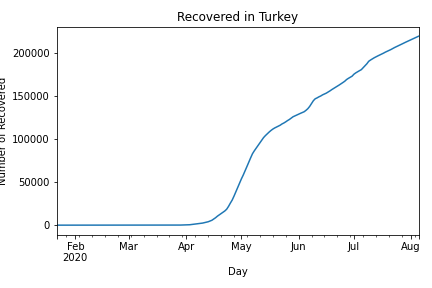 Recovered in Turkey
Number of Recovered
200000
150000
100000
50000
0
Feb
2020
Mar
Apr
May
Jun
Jul
Aug
Day